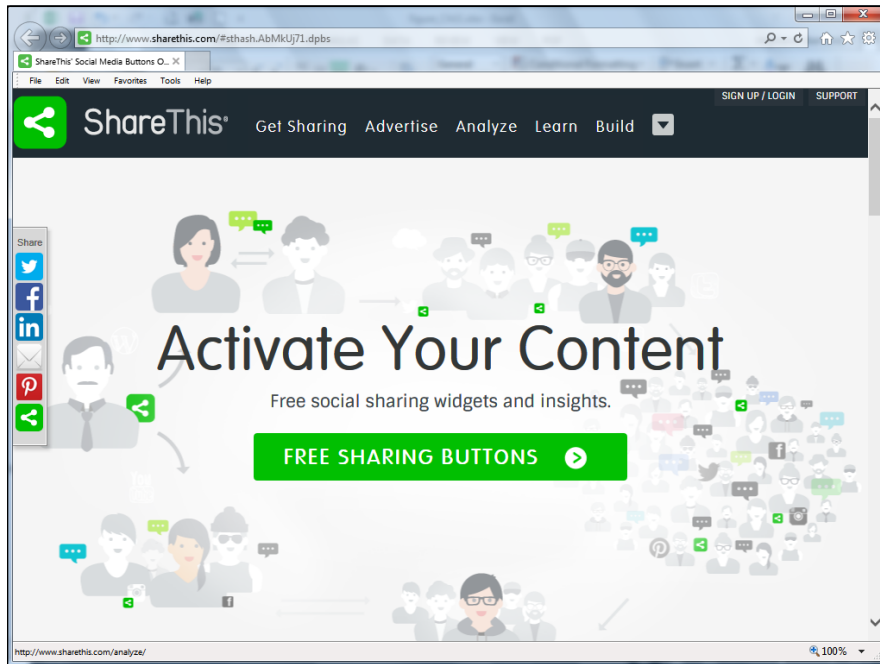 http://www.sharethis.com/#sthash.AbMkUj71.dpbs
ShareThis' Social Media Buttons O...
File Edit View Favorites Tools Help
SIGN UP / LOGIN SUPPORT
ShareThis Get Sharing Advertise Analyze Learn Build
Share
in
Activate Your Content
Free social sharing widgets and insights.
FREE SHARING BUTTONS
http://www.sharethis.com/analyze/
100%